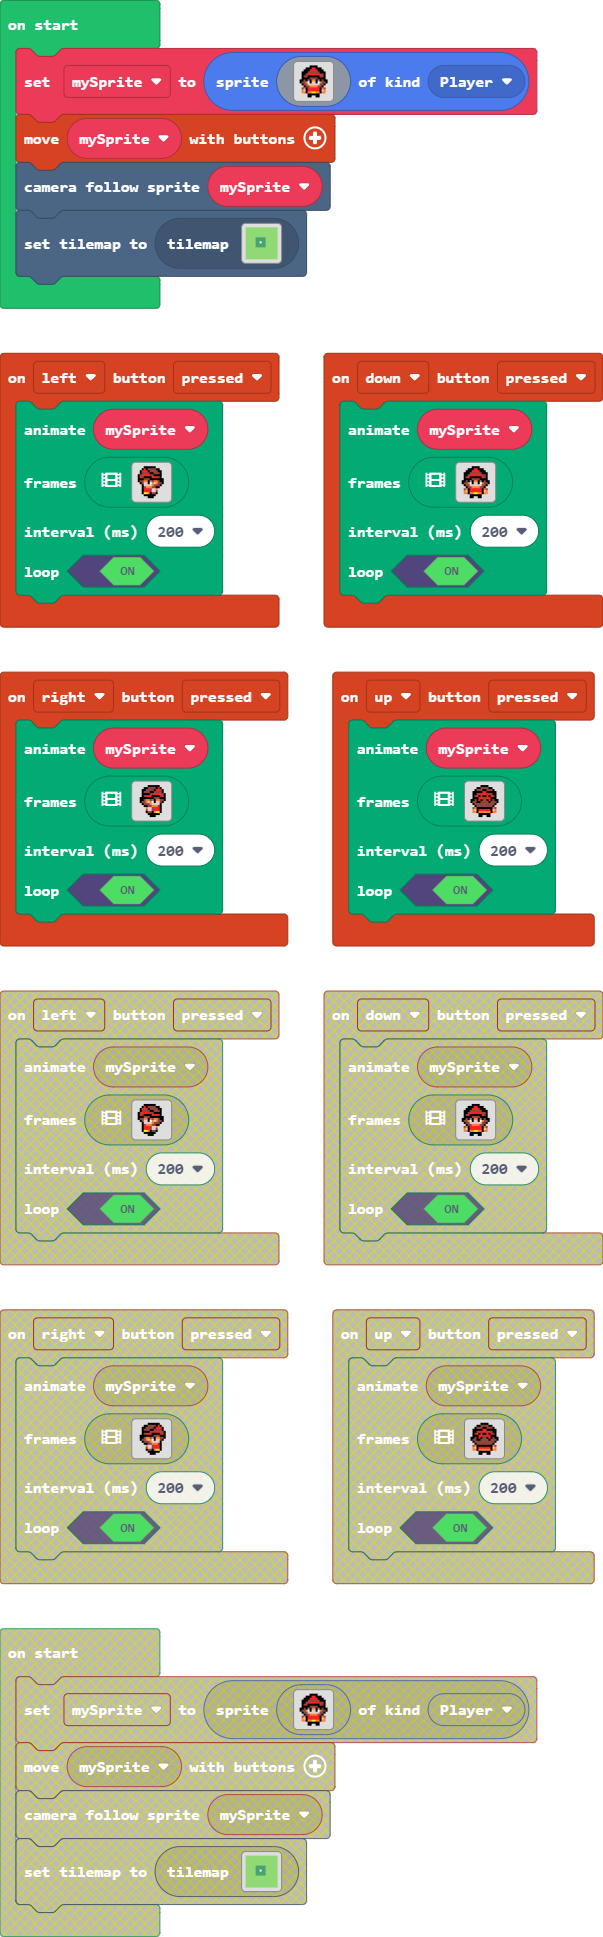 on start
set mySprite to sprite of kind Player
move mySprite with buttons
camera follow sprite mySprite
set tilemap to tilemap
on left button pressed
animate mySprite
frames
interval (ms) 200
loop ON
on down button pressed
animate mySprite
frames
interval (ms) 200
loop ON
on right button pressed
animate mySprite
frames
interval (ms) 200
loop ON
on up button pressed
animate mySprite
frames
interval (ms) 200
loop ON
on left button pressed
animate mySprite
frames
interval (ms) 200
loop ON
on down button pressed
animate mySprite
frames
interval (ms) 200
loop ON
on right button pressed
animate mySprite
frames
interval (ms) 200
loop ON
on up button pressed
animate mySprite
frames
interval (ms) 200
loop ON
on start
set mySprite to sprite of kind Player
move mySprite with buttons
camera follow sprite mySprite
set tilemap to tilemap